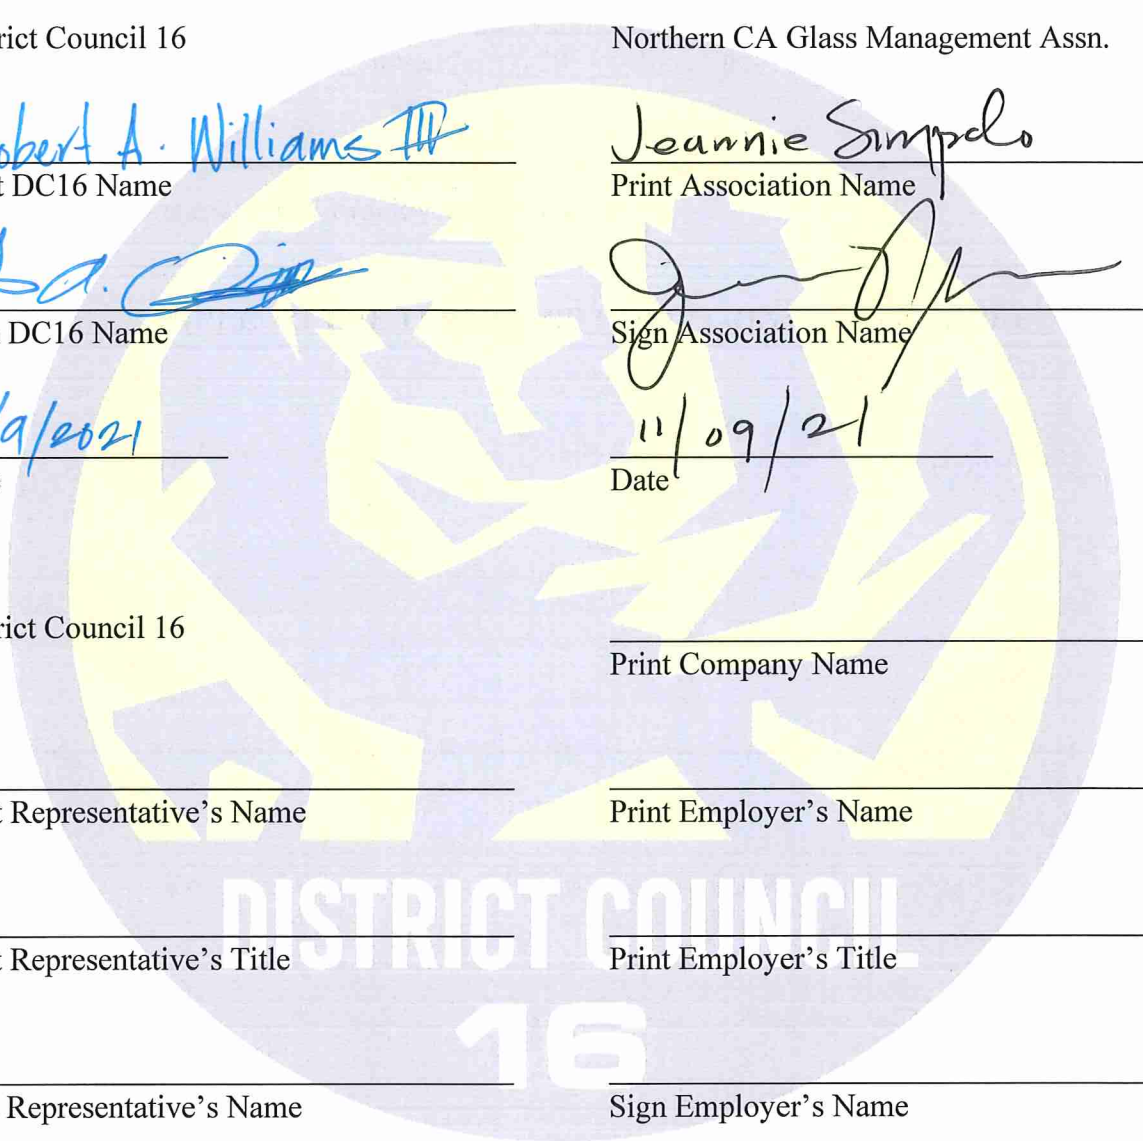 rict Council 16
Northern CA Glass Management Assn.
obert A. Williams III
Jeannie Simpelo
t DC16 Name
Print Association Name
DC16 Name
Sign Association Name
/9/2021
11/09/21
Date
rict Council 16
Print Company Name
t Representative's Name
Print Employer's Name
DISTRICT COUNCIL
t Representative's Title
Print Employer's Title
16
Representative's Name
Sign Employer's Name